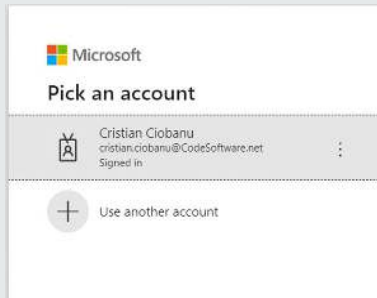 Microsoft
Pick an account
Cristian Ciobanu
cristian.ciobanu@CodeSoftware.net
Signed in
Use another account